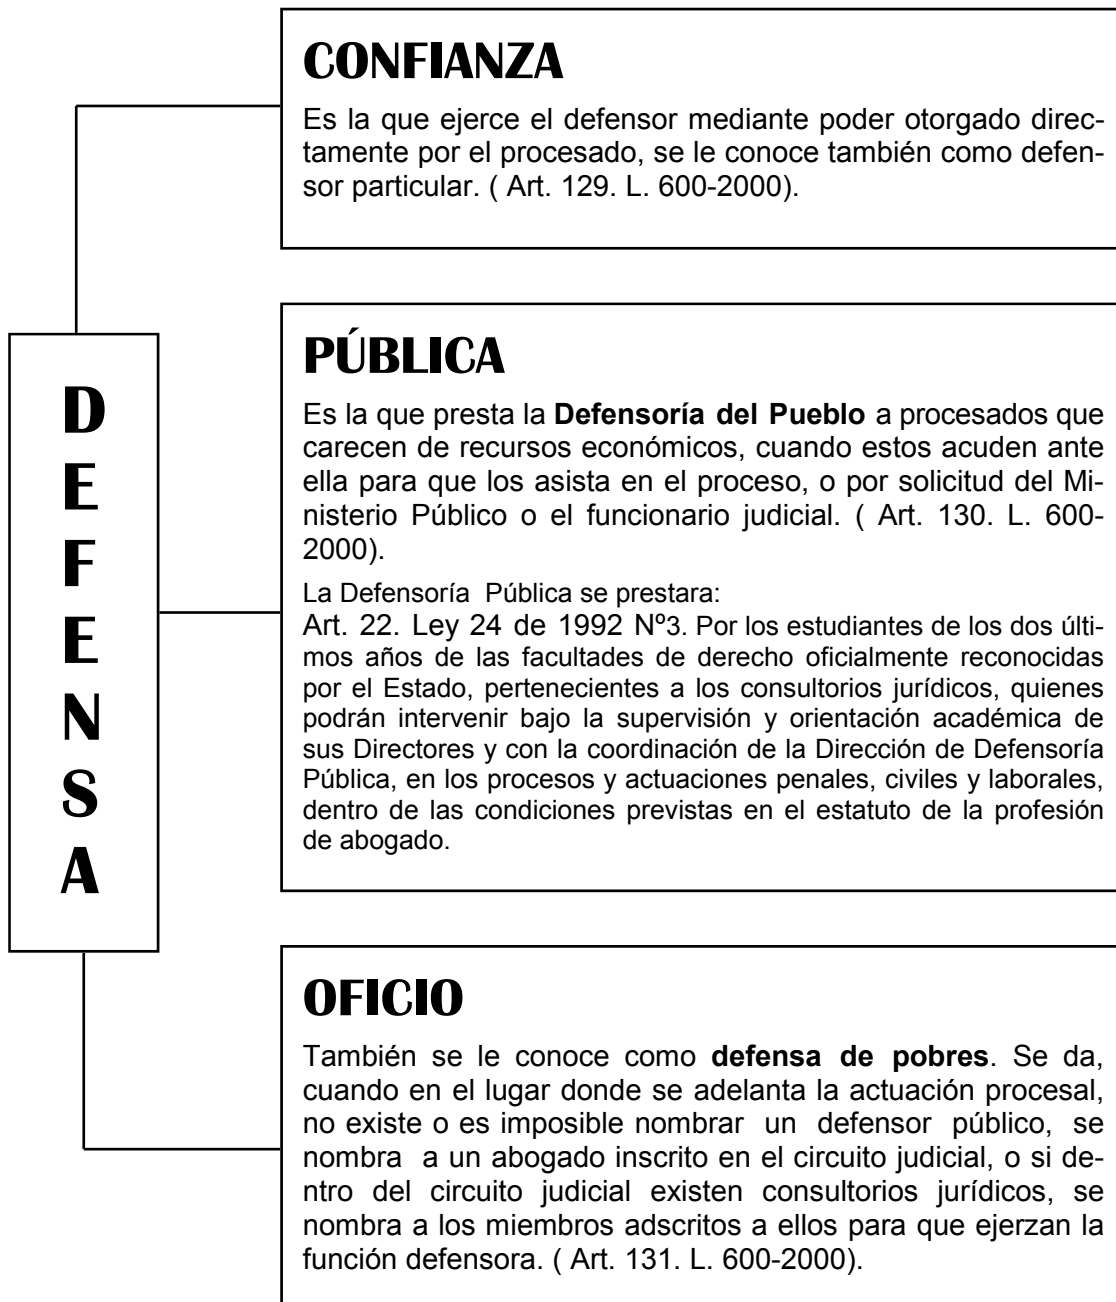 CONFIANZA
Es la que ejerce el defensor mediante poder otorgado direc-
tamente por el procesado, se le conoce también como defen-
sor particular. ( Art. 129. L. 600-2000).
DEFENSA
PÚBLICA
Es la que presta la Defensoría del Pueblo a procesados que
carecen de recursos económicos, cuando estos acuden ante
ella para que los asista en el proceso, o por solicitud del Mi-
nisterio Público o el funcionario judicial. ( Art. 130. L. 600-
2000).
La Defensoría  Pública se prestara:
Art. 22. Ley 24 de 1992 Nº3. Por los estudiantes de los dos últi-
mos años de las facultades de derecho oficialmente reconocidas
por el Estado, pertenecientes a los consultorios jurídicos, quienes
podrán intervenir bajo la supervisión y orientación académica de
sus Directores y con la coordinación de la Dirección de Defensoría
Pública, en los procesos y actuaciones penales, civiles y laborales,
dentro de las condiciones previstas en el estatuto de la profesión
de abogado.
OFICIO
También se le conoce como defensa de pobres. Se da,
cuando en el lugar donde se adelanta la actuación procesal,
no existe o es imposible nombrar un defensor público, se
nombra a un abogado inscrito en el circuito judicial, o si de-
ntro del circuito judicial existen consultorios jurídicos, se
nombra a los miembros adscritos a ellos para que ejerzan la
función defensora. ( Art. 131. L. 600-2000).